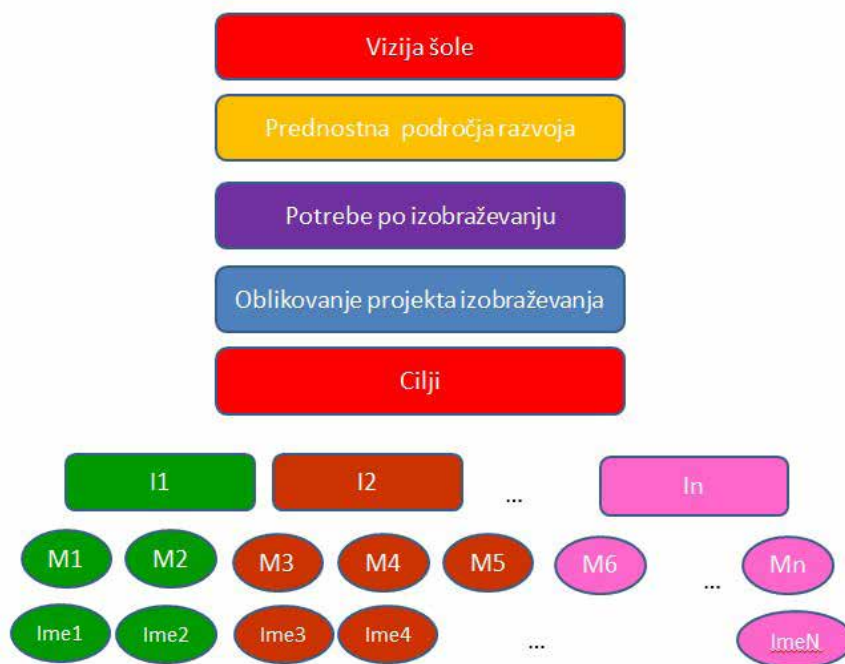 Vizija šole
Prednostna področja razvoja
Potrebe po izobraževanju
Oblikovanje projekta izobraževanja
Cilji
I1 I2 ... In
M1 M2 M3 M4 M5 M6 ... Mn
Ime1 Ime2 Ime3 Ime4 ... ImeN